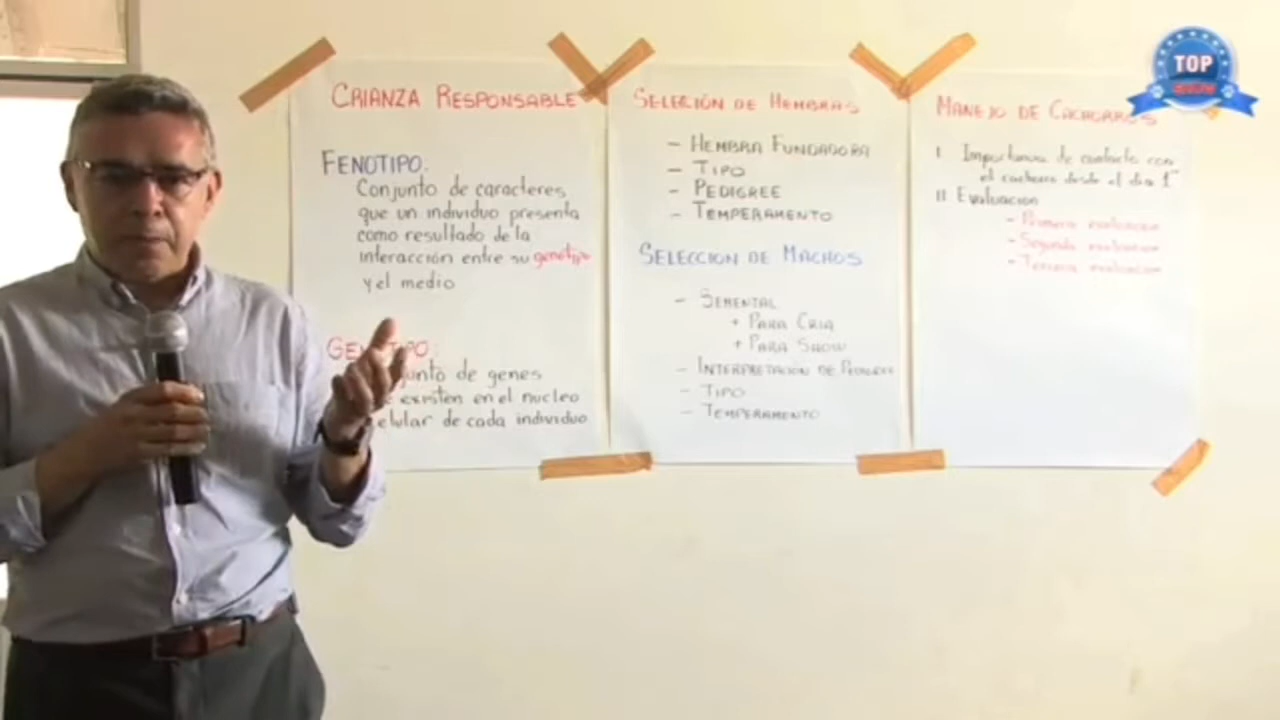 CRIANZA RESPONSABLE
FENOTIPO:
Conjunto de caracteres
que un individuo presenta
como resultado de la
interacción entre su genotipo
y el medio
GENOTIPO:
junto de genes
existen en el nucleo
elular de cada individuo
SELECIÓN DE HEMBRAS
- HEMBRA FUNDADORA
- TIPO
- PEDIGREE
- TEMPERAMENTO
SELECCION DE MACHOS
- SEMENTAL
+ PARA CRIA
+ PARA SHOW
- INTERPRETACION DE PEDIGREE
- TIPO
- TEMPERAMENTO
MANEJO DE CACHORROS
I. Importancia de contacto con
el cachorro desde el dia 1
II Evaluacion
- Primera evaluacion
- Segunda evaluacion
- Tercera evaluacion
TOP
SHOW